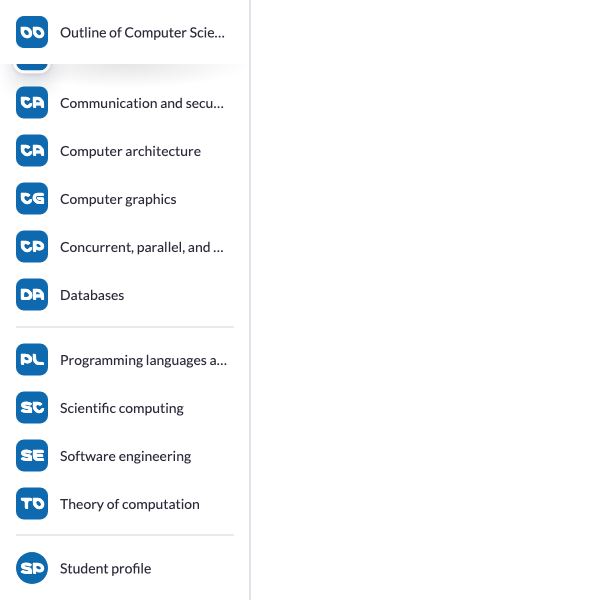 OO Outline of Computer Scie...
CA Communication and secu...
CA Computer architecture
CG Computer graphics
CP Concurrent, parallel, and ...
DA Databases
PL Programming languages a...
SC Scientific computing
SE Software engineering
TO Theory of computation
SP Student profile